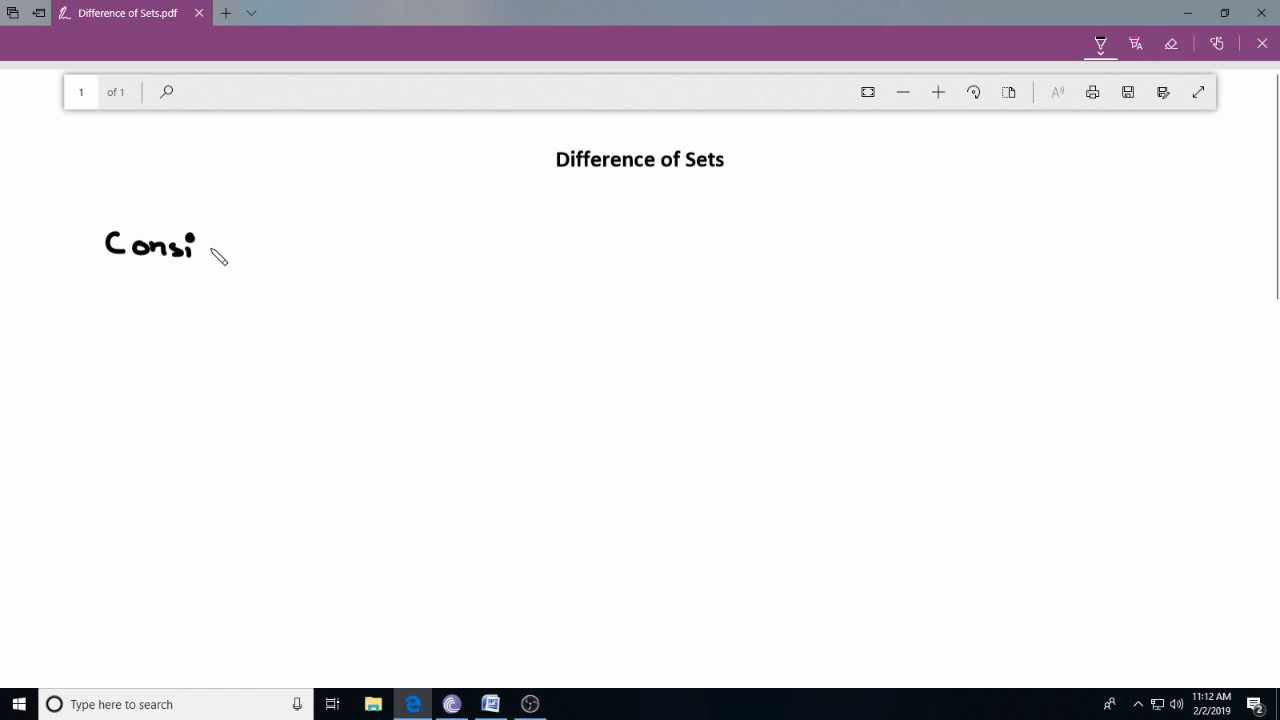 Difference of Sets.pdf
1 of 1
Difference of Sets
Consi
Type here to search
11:12 AM
2/2/2019
2